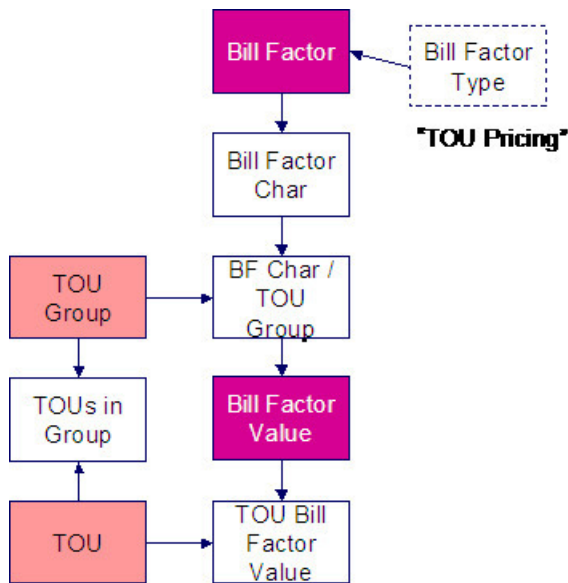 Bill Factor
Bill Factor
Type
"TOU Pricing"
Bill Factor
Char
TOU
Group
BF Char /
TOU
Group
TOUs in
Group
Bill Factor
Value
TOU
TOU Bill
Factor
Value